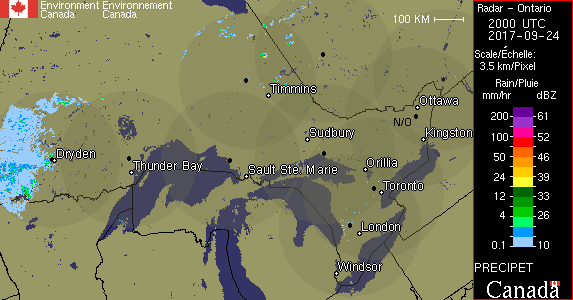 Environment Environnement
Canada Canada
100 KM
Timmins
Ottawa
N/O
Sudbury
Kingston
Dryden
Thunder Bay
Sault Ste. Marie
Orillia
Toronto
London
Windsor
Radar - Ontario
2000 UTC
2017-09-24
Scale/Échelle:
3.5 km/Pixel
Rain/Pluie
mm/hr dBZ
200 61
100 52
50 46
24 39
12 33
4 26
0.1 10
PRECIPET
Canada